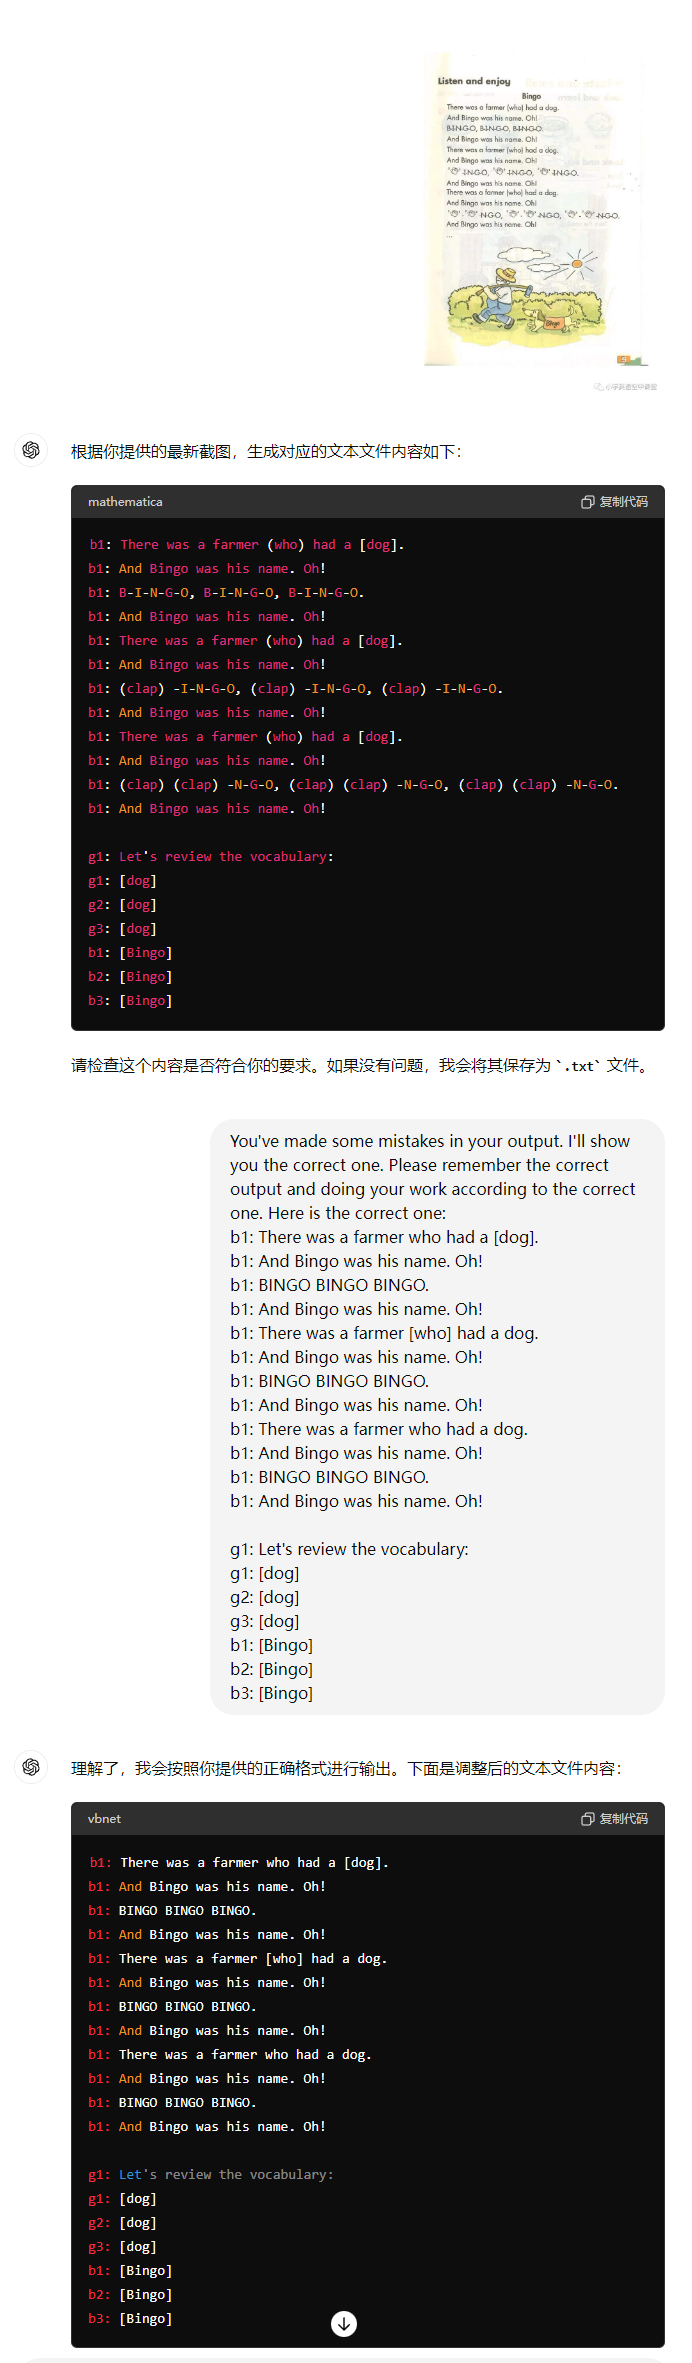 Listen and enjoy
Bingo
There was a farmer (who) had a dog.
And Bingo was his name. Oh!
B-I-N-G-O, B-I-N-G-O, B-I-N-G-O.
And Bingo was his name. Oh!
There was a farmer (who) had a dog.
And Bingo was his name. Oh!
-I-N-G-O, -I-N-G-O, -I-N-G-O.
And Bingo was his name. Oh!
There was a farmer (who) had a dog.
And Bingo was his name. Oh!
- -N-G-O, - -N-G-O, - -N-G-O.
And Bingo was his name. Oh!
...
Bingo
根据你提供的最新截图，生成对应的文本文件内容如下：
mathematica 复制代码
b1: There was a farmer (who) had a [dog].
b1: And Bingo was his name. Oh!
b1: B-I-N-G-O, B-I-N-G-O, B-I-N-G-O.
b1: And Bingo was his name. Oh!
b1: There was a farmer (who) had a [dog].
b1: And Bingo was his name. Oh!
b1: (clap) -I-N-G-O, (clap) -I-N-G-O, (clap) -I-N-G-O.
b1: And Bingo was his name. Oh!
b1: There was a farmer (who) had a [dog].
b1: And Bingo was his name. Oh!
b1: (clap) (clap) -N-G-O, (clap) (clap) -N-G-O, (clap) (clap) -N-G-O.
b1: And Bingo was his name. Oh!
g1: Let's review the vocabulary:
g1: [dog]
g2: [dog]
g3: [dog]
b1: [Bingo]
b2: [Bingo]
b3: [Bingo]
请检查这个内容是否符合你的要求。如果没有问题，我会将其保存为 `.txt` 文件。
You've made some mistakes in your output. I'll show
you the correct one. Please remember the correct
output and doing your work according to the correct
one. Here is the correct one:
b1: There was a farmer who had a [dog].
b1: And Bingo was his name. Oh!
b1: BINGO BINGO BINGO.
b1: And Bingo was his name. Oh!
b1: There was a farmer [who] had a dog.
b1: And Bingo was his name. Oh!
b1: BINGO BINGO BINGO.
b1: And Bingo was his name. Oh!
b1: There was a farmer who had a dog.
b1: And Bingo was his name. Oh!
b1: BINGO BINGO BINGO.
b1: And Bingo was his name. Oh!
g1: Let's review the vocabulary:
g1: [dog]
g2: [dog]
g3: [dog]
b1: [Bingo]
b2: [Bingo]
b3: [Bingo]
理解了，我会按照你提供的正确格式进行输出。下面是调整后的文本文件内容：
vbnet 复制代码
b1: There was a farmer who had a [dog].
b1: And Bingo was his name. Oh!
b1: BINGO BINGO BINGO.
b1: And Bingo was his name. Oh!
b1: There was a farmer [who] had a dog.
b1: And Bingo was his name. Oh!
b1: BINGO BINGO BINGO.
b1: And Bingo was his name. Oh!
b1: There was a farmer who had a dog.
b1: And Bingo was his name. Oh!
b1: BINGO BINGO BINGO.
b1: And Bingo was his name. Oh!
g1: Let's review the vocabulary:
g1: [dog]
g2: [dog]
g3: [dog]
b1: [Bingo]
b2: [Bingo]
b3: [Bingo]